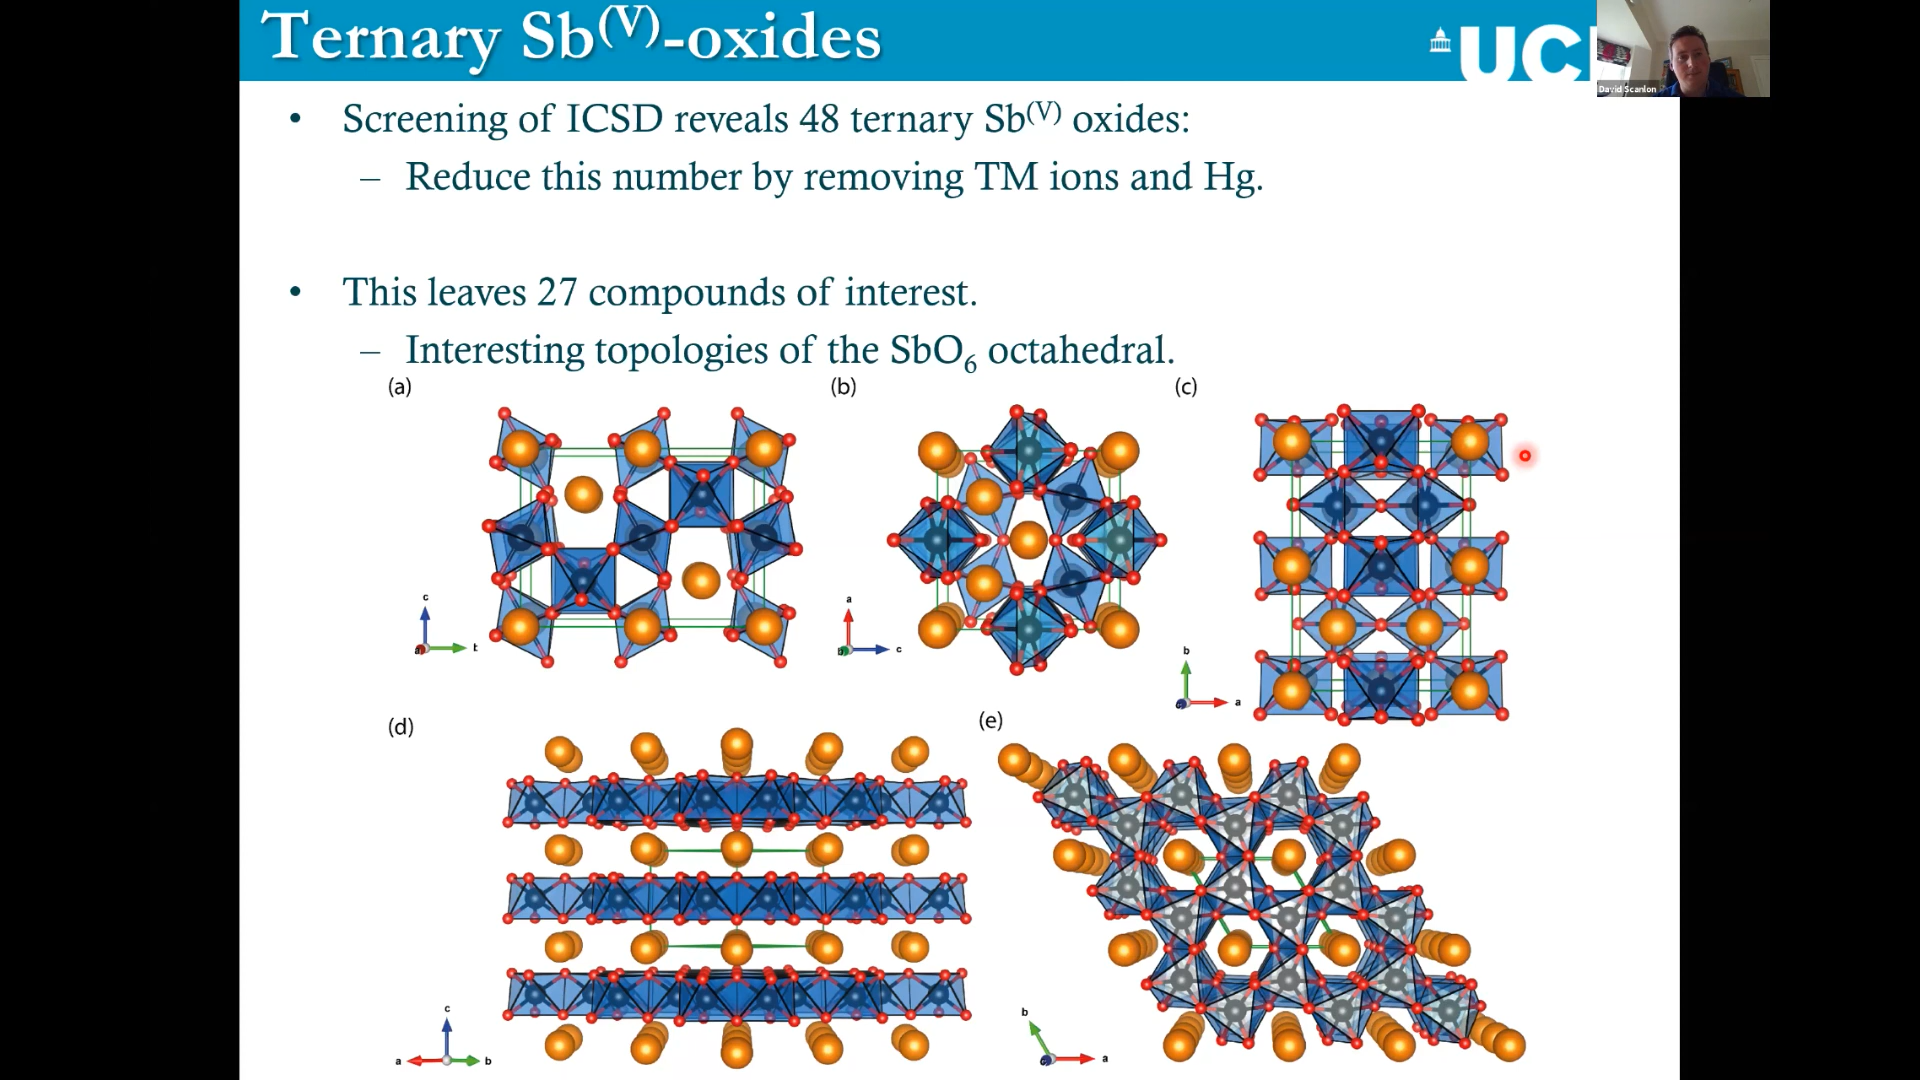 Ternary Sb(V)-oxides
UC
David Scanlon
• Screening of ICSD reveals 48 ternary Sb(V) oxides:
– Reduce this number by removing TM ions and Hg.
• This leaves 27 compounds of interest.
– Interesting topologies of the SbO6 octahedral.
(a)
(b)
(c)
c
a
b
a
b
c
b
c
a
(d)
(e)
c
a
b
b
c
a